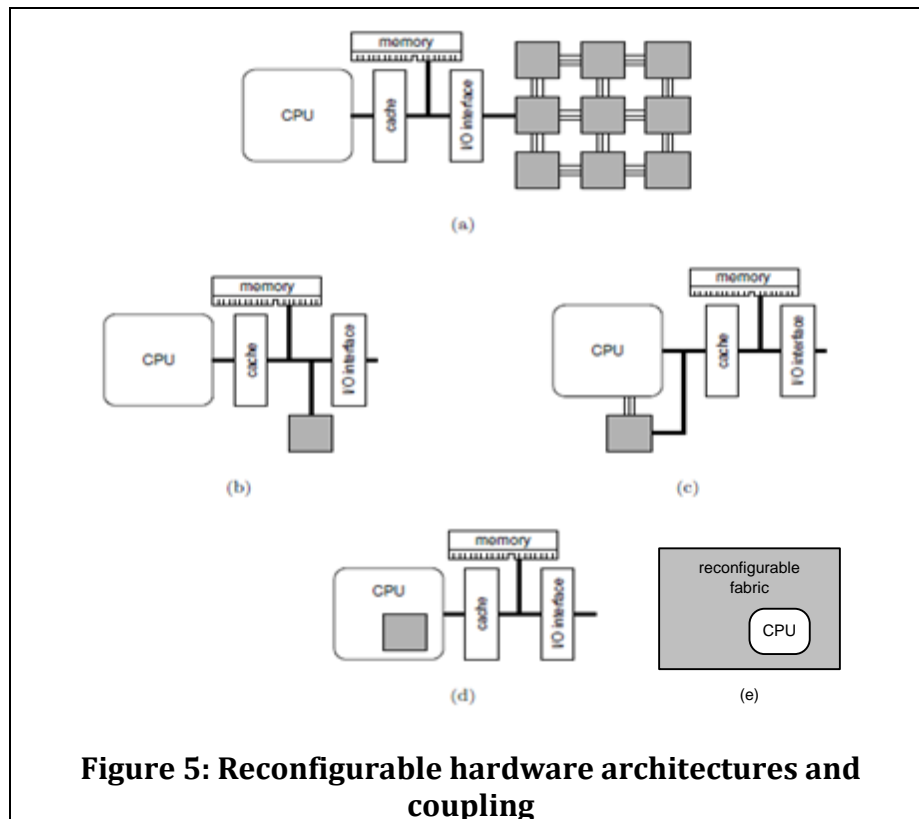 memory
CPU
cache
I/O interface
(a)
memory
CPU
cache
I/O interface
(b)
memory
CPU
cache
I/O interface
(c)
memory
CPU
cache
I/O interface
(d)
reconfigurable
fabric
CPU
(e)
Figure 5: Reconfigurable hardware architectures and
coupling